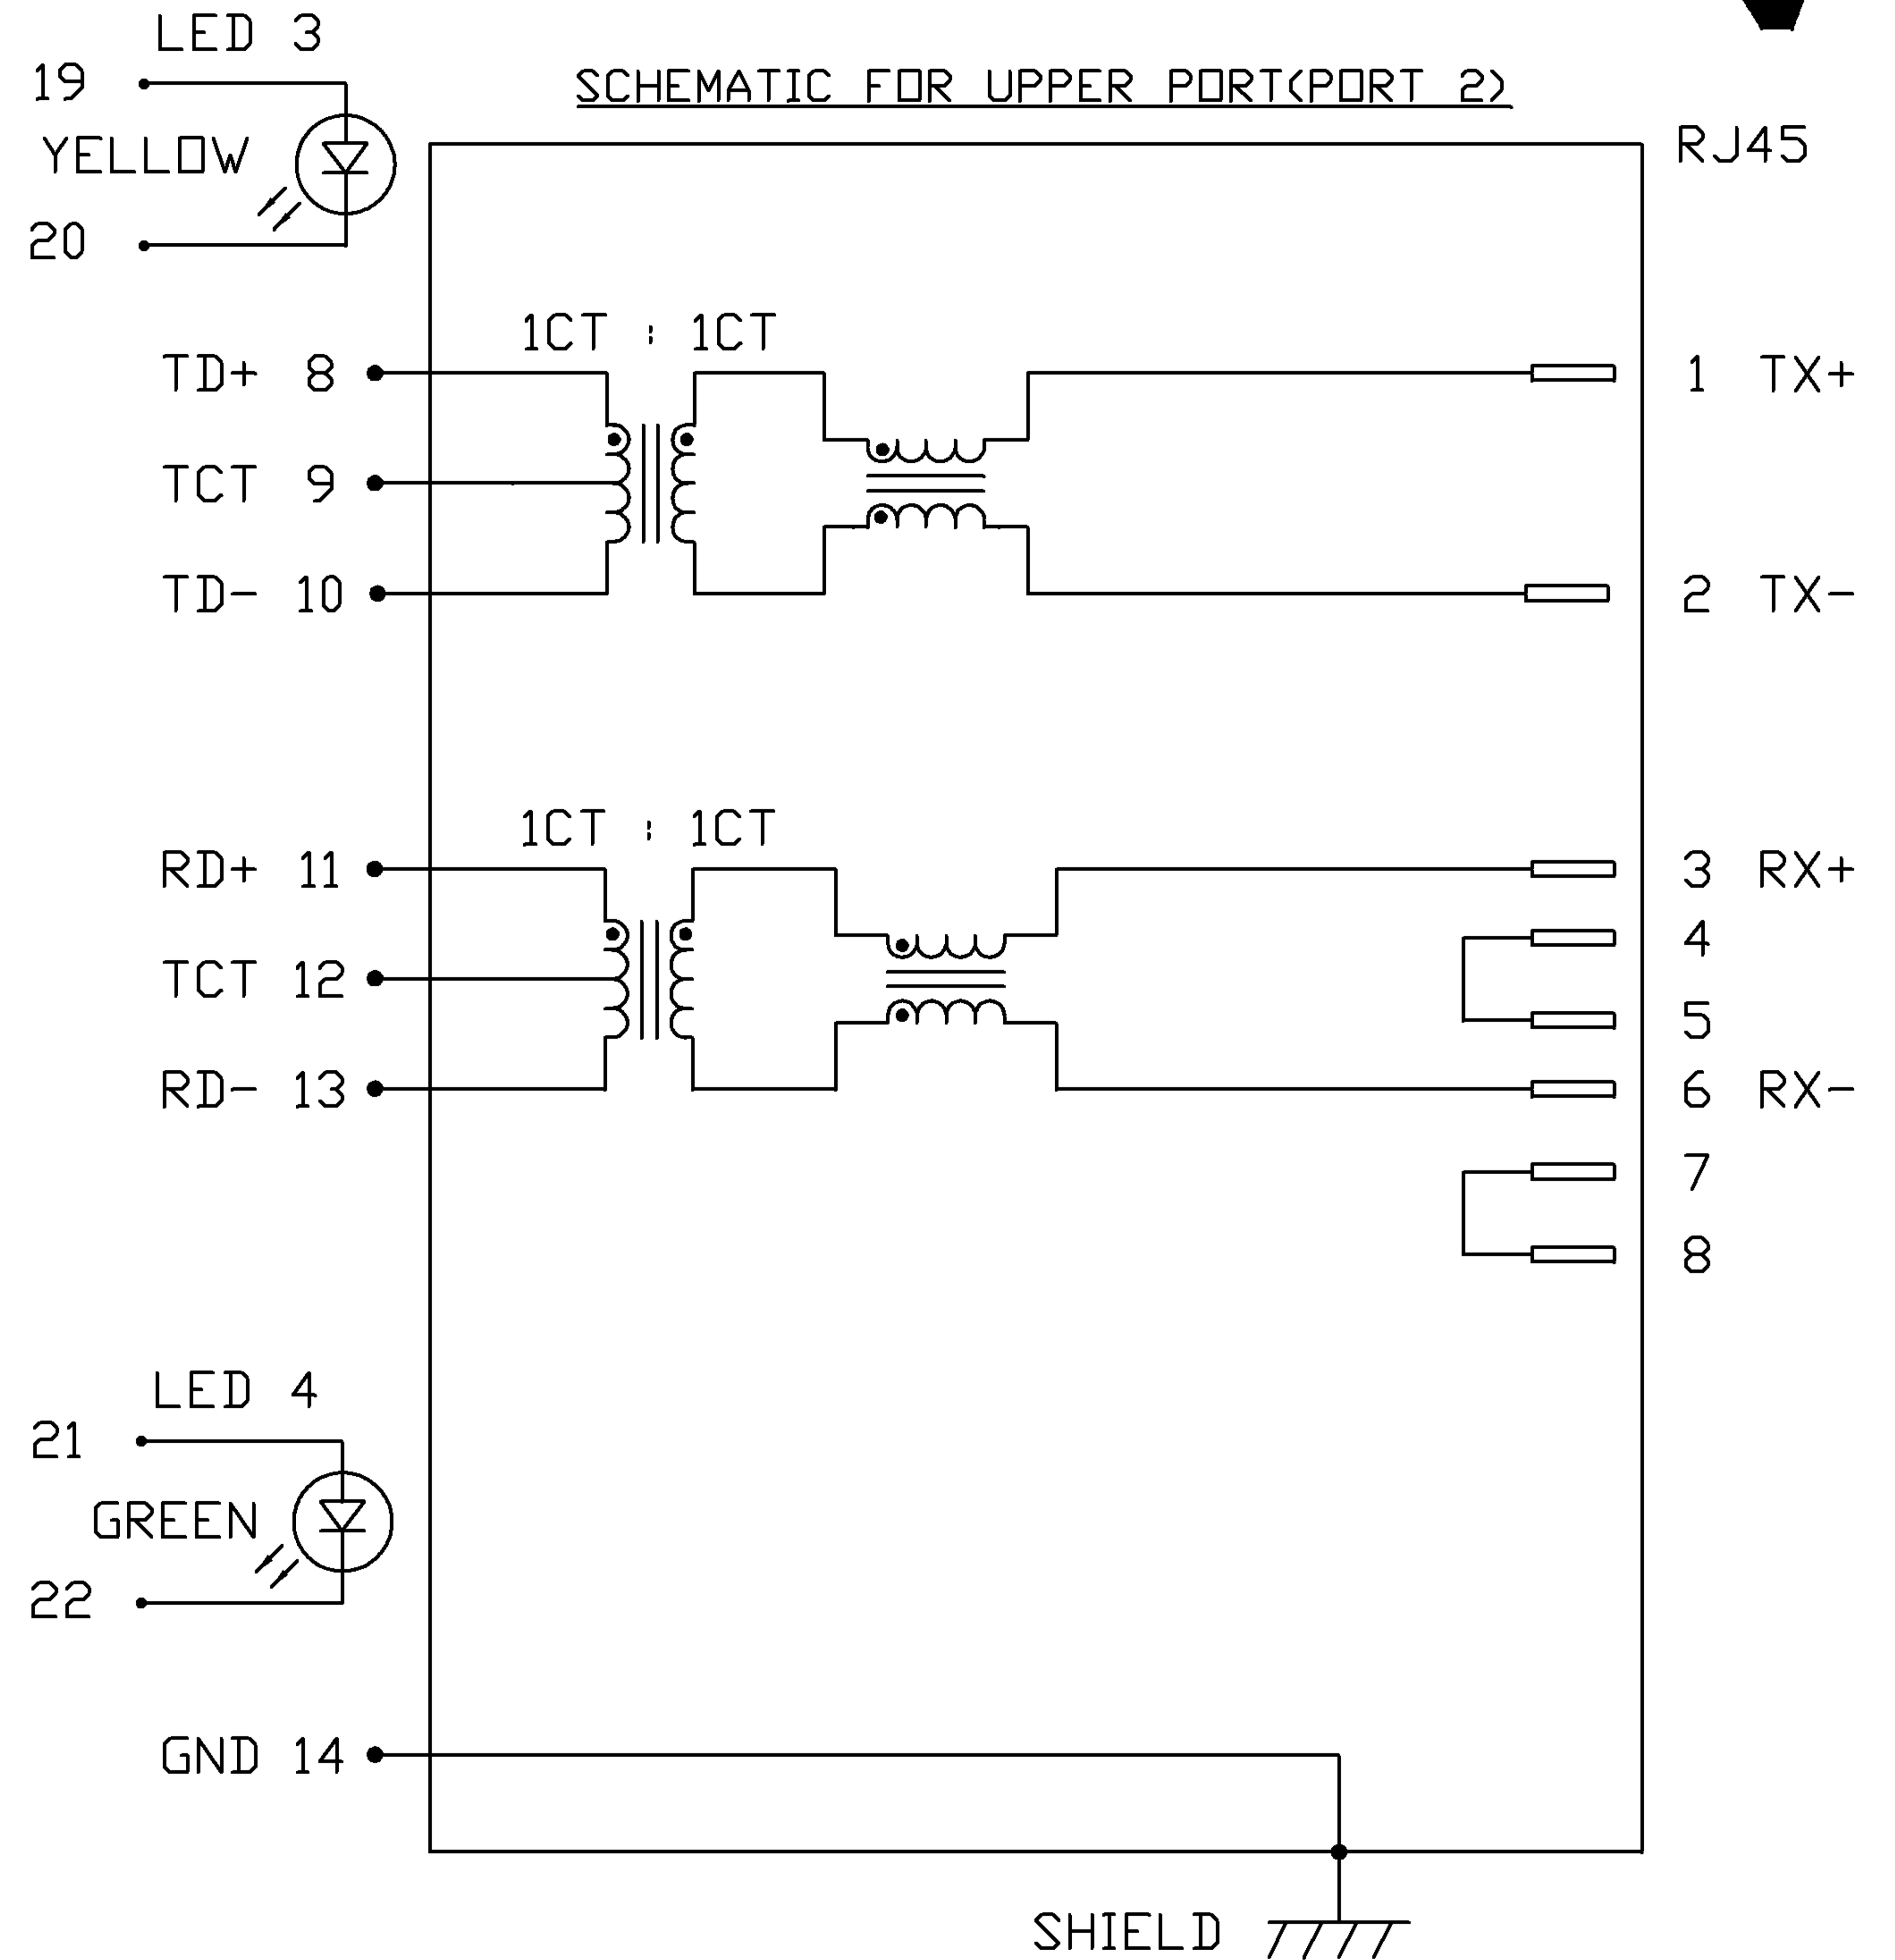 LED 3
19
SCHEMATIC FOR UPPER PORT(PORT 2)
YELLOW
RJ45
20
1CT : 1CT
TD+ 8
1 TX+
TCT 9
TD- 10
2 TX-
1CT : 1CT
RD+ 11
3 RX+
4
TCT 12
5
RD- 13
6 RX-
7
8
LED 4
21
GREEN
22
GND 14
SHIELD